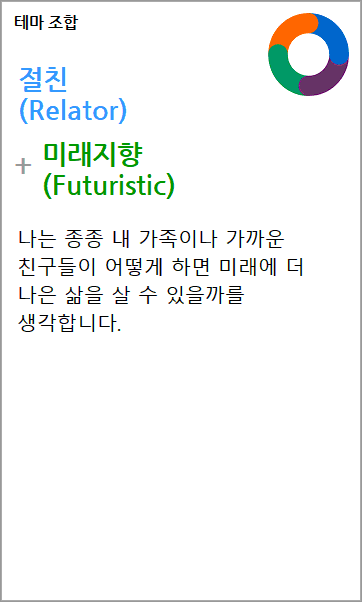 테마 조합
절친
(Relator)
+ 미래지향
(Futuristic)
나는 종종 내 가족이나 가까운
친구들이 어떻게 하면 미래에 더
나은 삶을 살 수 있을까를
생각합니다.